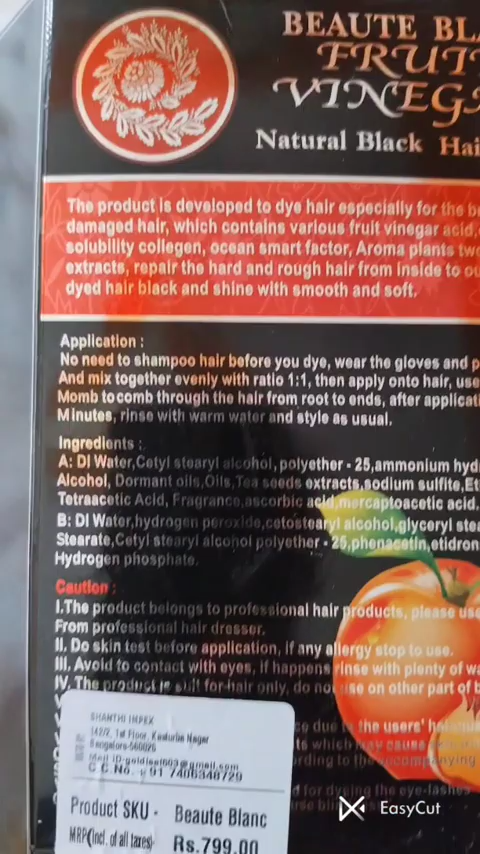 BEAUTE BL
FRUIT
VINEG
Natural Black Hai
The product is developed to dye hair especially for the b
damaged hair, which contains various fruit vinegar acid,
solubility collegen, ocean smart factor, Aroma plants two
extracts, repair the hard and rough hair from inside to ou
dyed hair black and shine with smooth and soft.
Application :
No need to shampoo hair before you dye, wear the gloves and p
And mix together evenly with ratio 1:1, then apply onto hair, use
Momb to comb through the hair from root to ends, after applicati
Minutes, rinse with warm water and style as usual.
Ingredients :
A: DI Water,Cetyl stearyl alcohol, polyether - 25,ammonium hyd
Alcohol, Dormant oils,Oils,Tea seeds extracts,sodium sulfite,Et
Tetraacetic Acid, Fragrance,ascorbic acid,mercaptoacetic acid,
B: DI Water,hydrogen peroxide,cetostearyl alcohol,glyceryl stea
Stearate,Cetyl stearyl alcohol polyether - 25,phenacetin,etidron
Hydrogen phosphate.
Caution :
I.The product belongs to professional hair products, please use
From professional hair dresser.
II. Do skin test before application, if any allergy stop to use.
III. Avoid to contact with eyes, if happens rinse with plenty of wa
IV. The product is suit for hair only, do not use on other part of b
ce due to the users' hai
ts which may cause
rding to the accompanying
d for dyeing the eye-lashes
use bli
SHANTHI IMPEX
142/2, 1st Floor, Kasturba Nagar
Bangalore-560026
Mail ID:goldleaf603@gmail.com
C C No. +91 7406348729
Product SKU - Beaute Blanc
MRP(Incl. of all taxes)- Rs.799.00
EasyCut